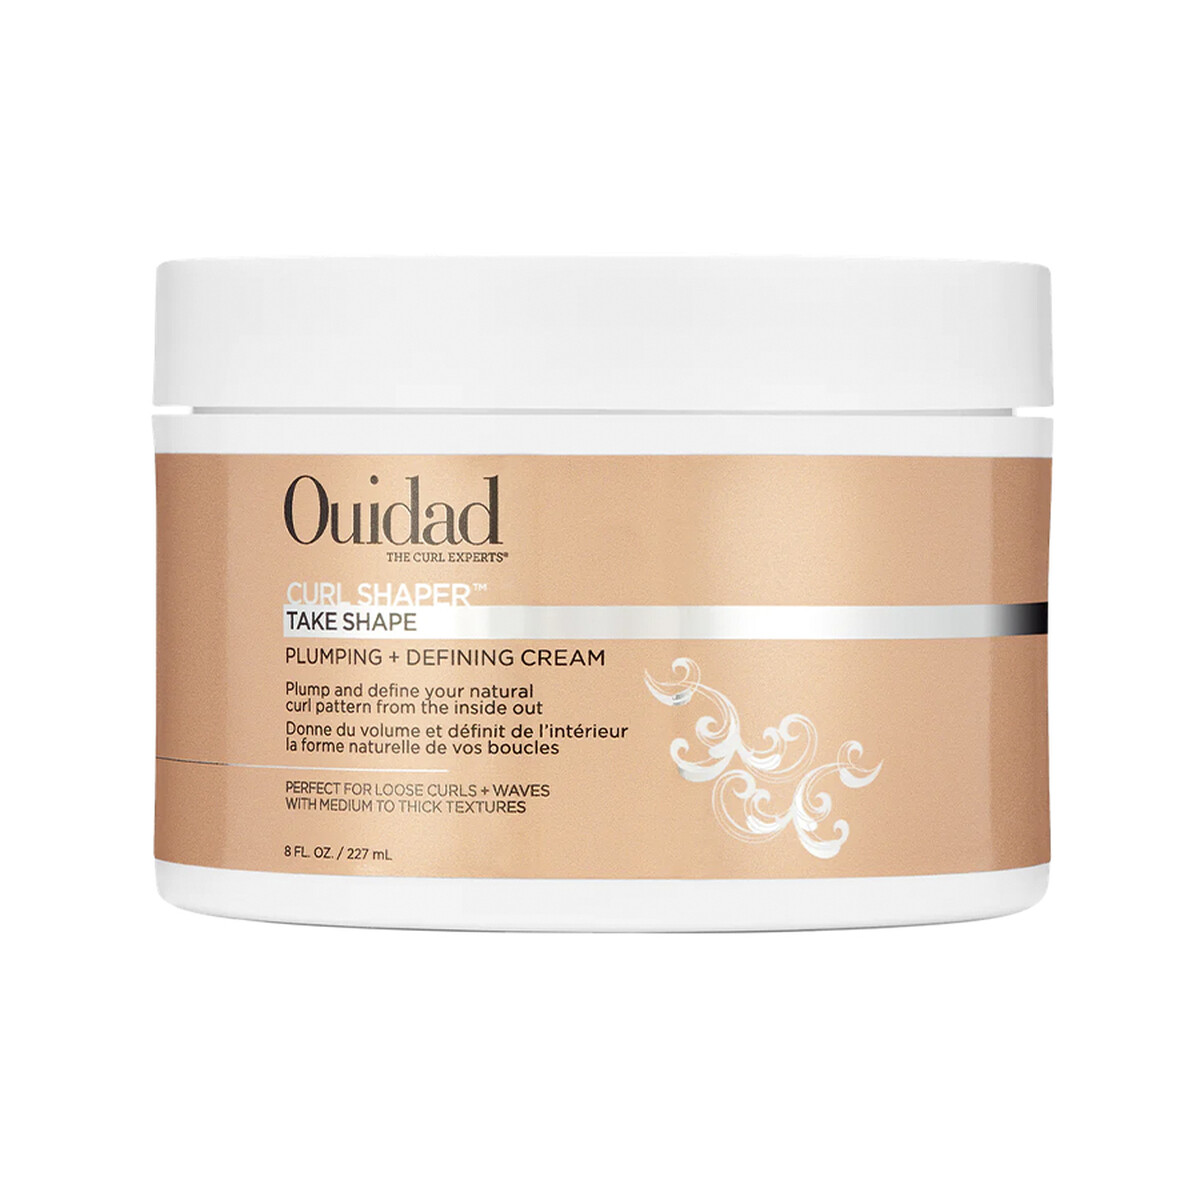 Ouidad
THE CURL EXPERTS®
CURL SHAPER™
TAKE SHAPE
PLUMPING + DEFINING CREAM
Plump and define your natural
curl pattern from the inside out
Donne du volume et définit de l'intérieur
la forme naturelle de vos boucles
PERFECT FOR LOOSE CURLS + WAVES
WITH MEDIUM TO THICK TEXTURES
8 FL. OZ. / 227 mL